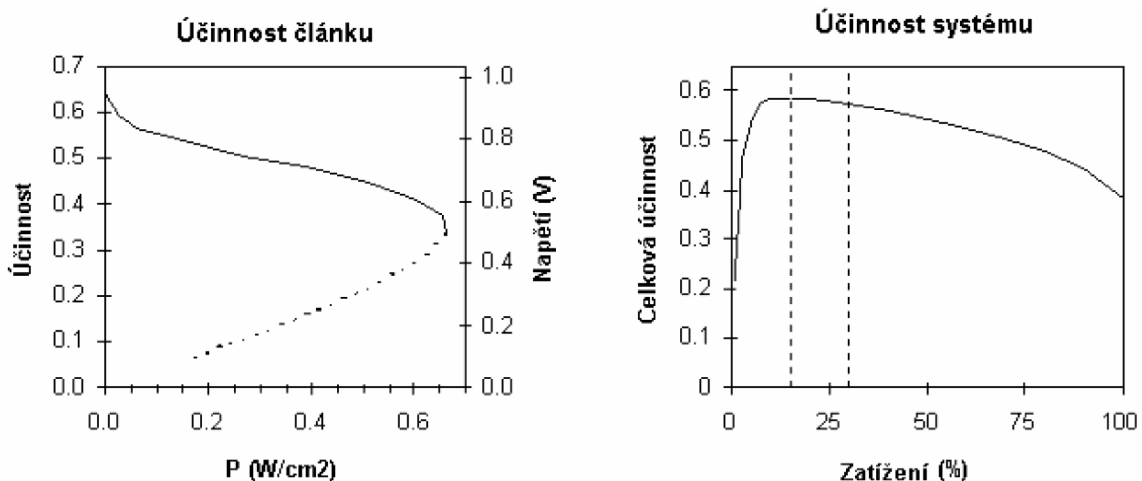 Účinnost článku
0.7
0.6
0.5
0.4
0.3
0.2
0.1
0.0
Účinnost
1.0
0.8
0.6
0.4
0.2
0.0
Napětí (V)
0.0 0.2 0.4 0.6
P (W/cm2)
Účinnost systému
0.6
0.5
0.4
0.3
0.2
0.1
0
Celková účinnost
0 25 50 75 100
Zatížení (%)